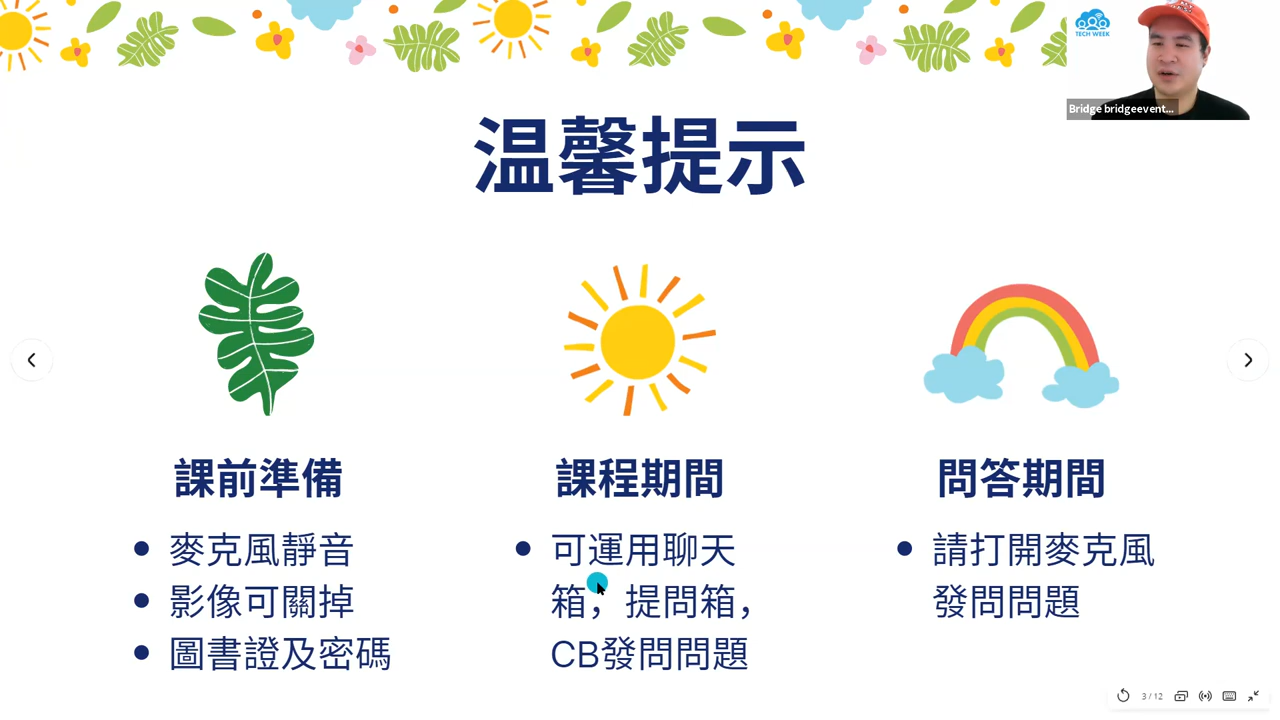 TECH WEEK
Bridge bridgeevent...
温馨提示
課前準備
麥克風靜音
影像可關掉
圖書證及密碼
課程期間
可運用聊天
箱，提問箱，
CB發問問題
問答期間
請打開麥克風
發問問題
3 / 12